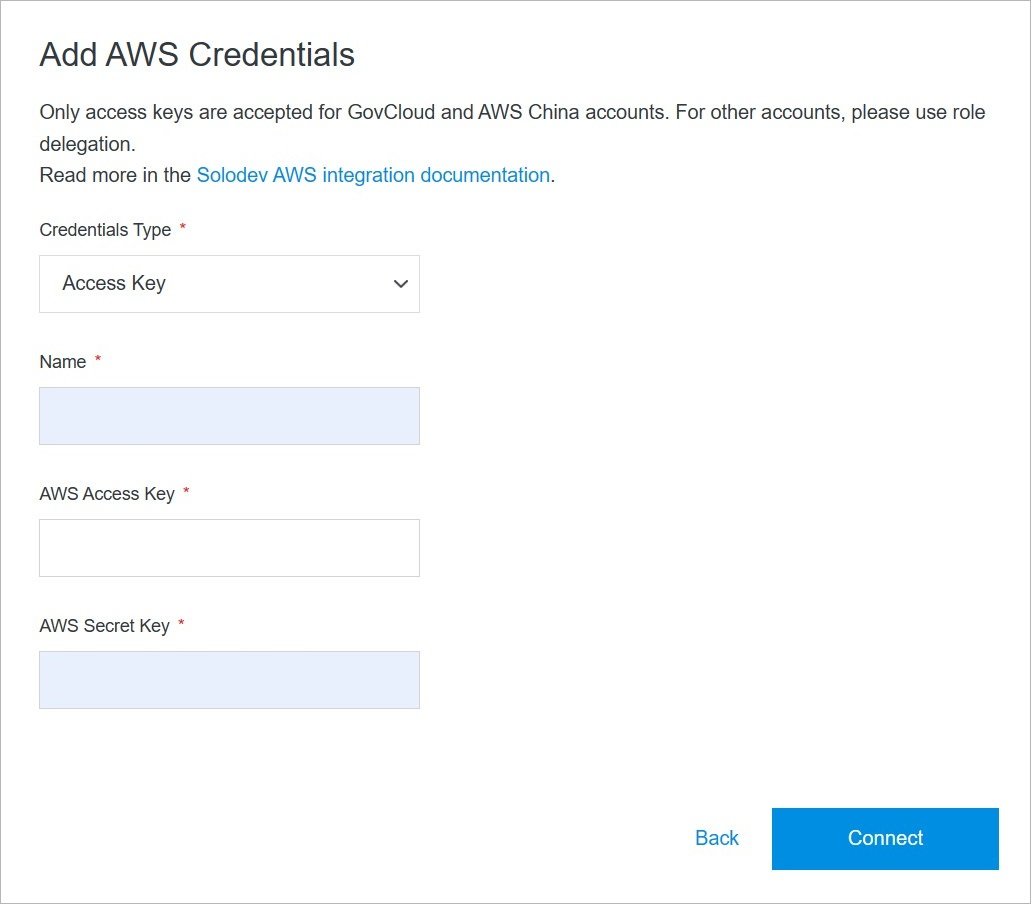 Add AWS Credentials
Only access keys are accepted for GovCloud and AWS China accounts. For other accounts, please use role
delegation.
Read more in the Solodev AWS integration documentation.
Credentials Type *
Access Key
Name *
AWS Access Key *
AWS Secret Key *
Back
Connect